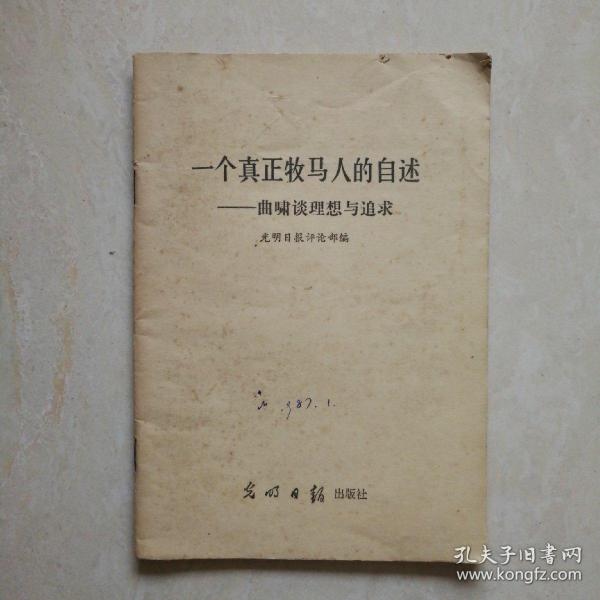 一个真正牧马人的自述
——曲啸谈理想与追求
光明日报评论部编
1987.1.
光明日报 出版社
孔夫子旧书网
www.kongfz.com